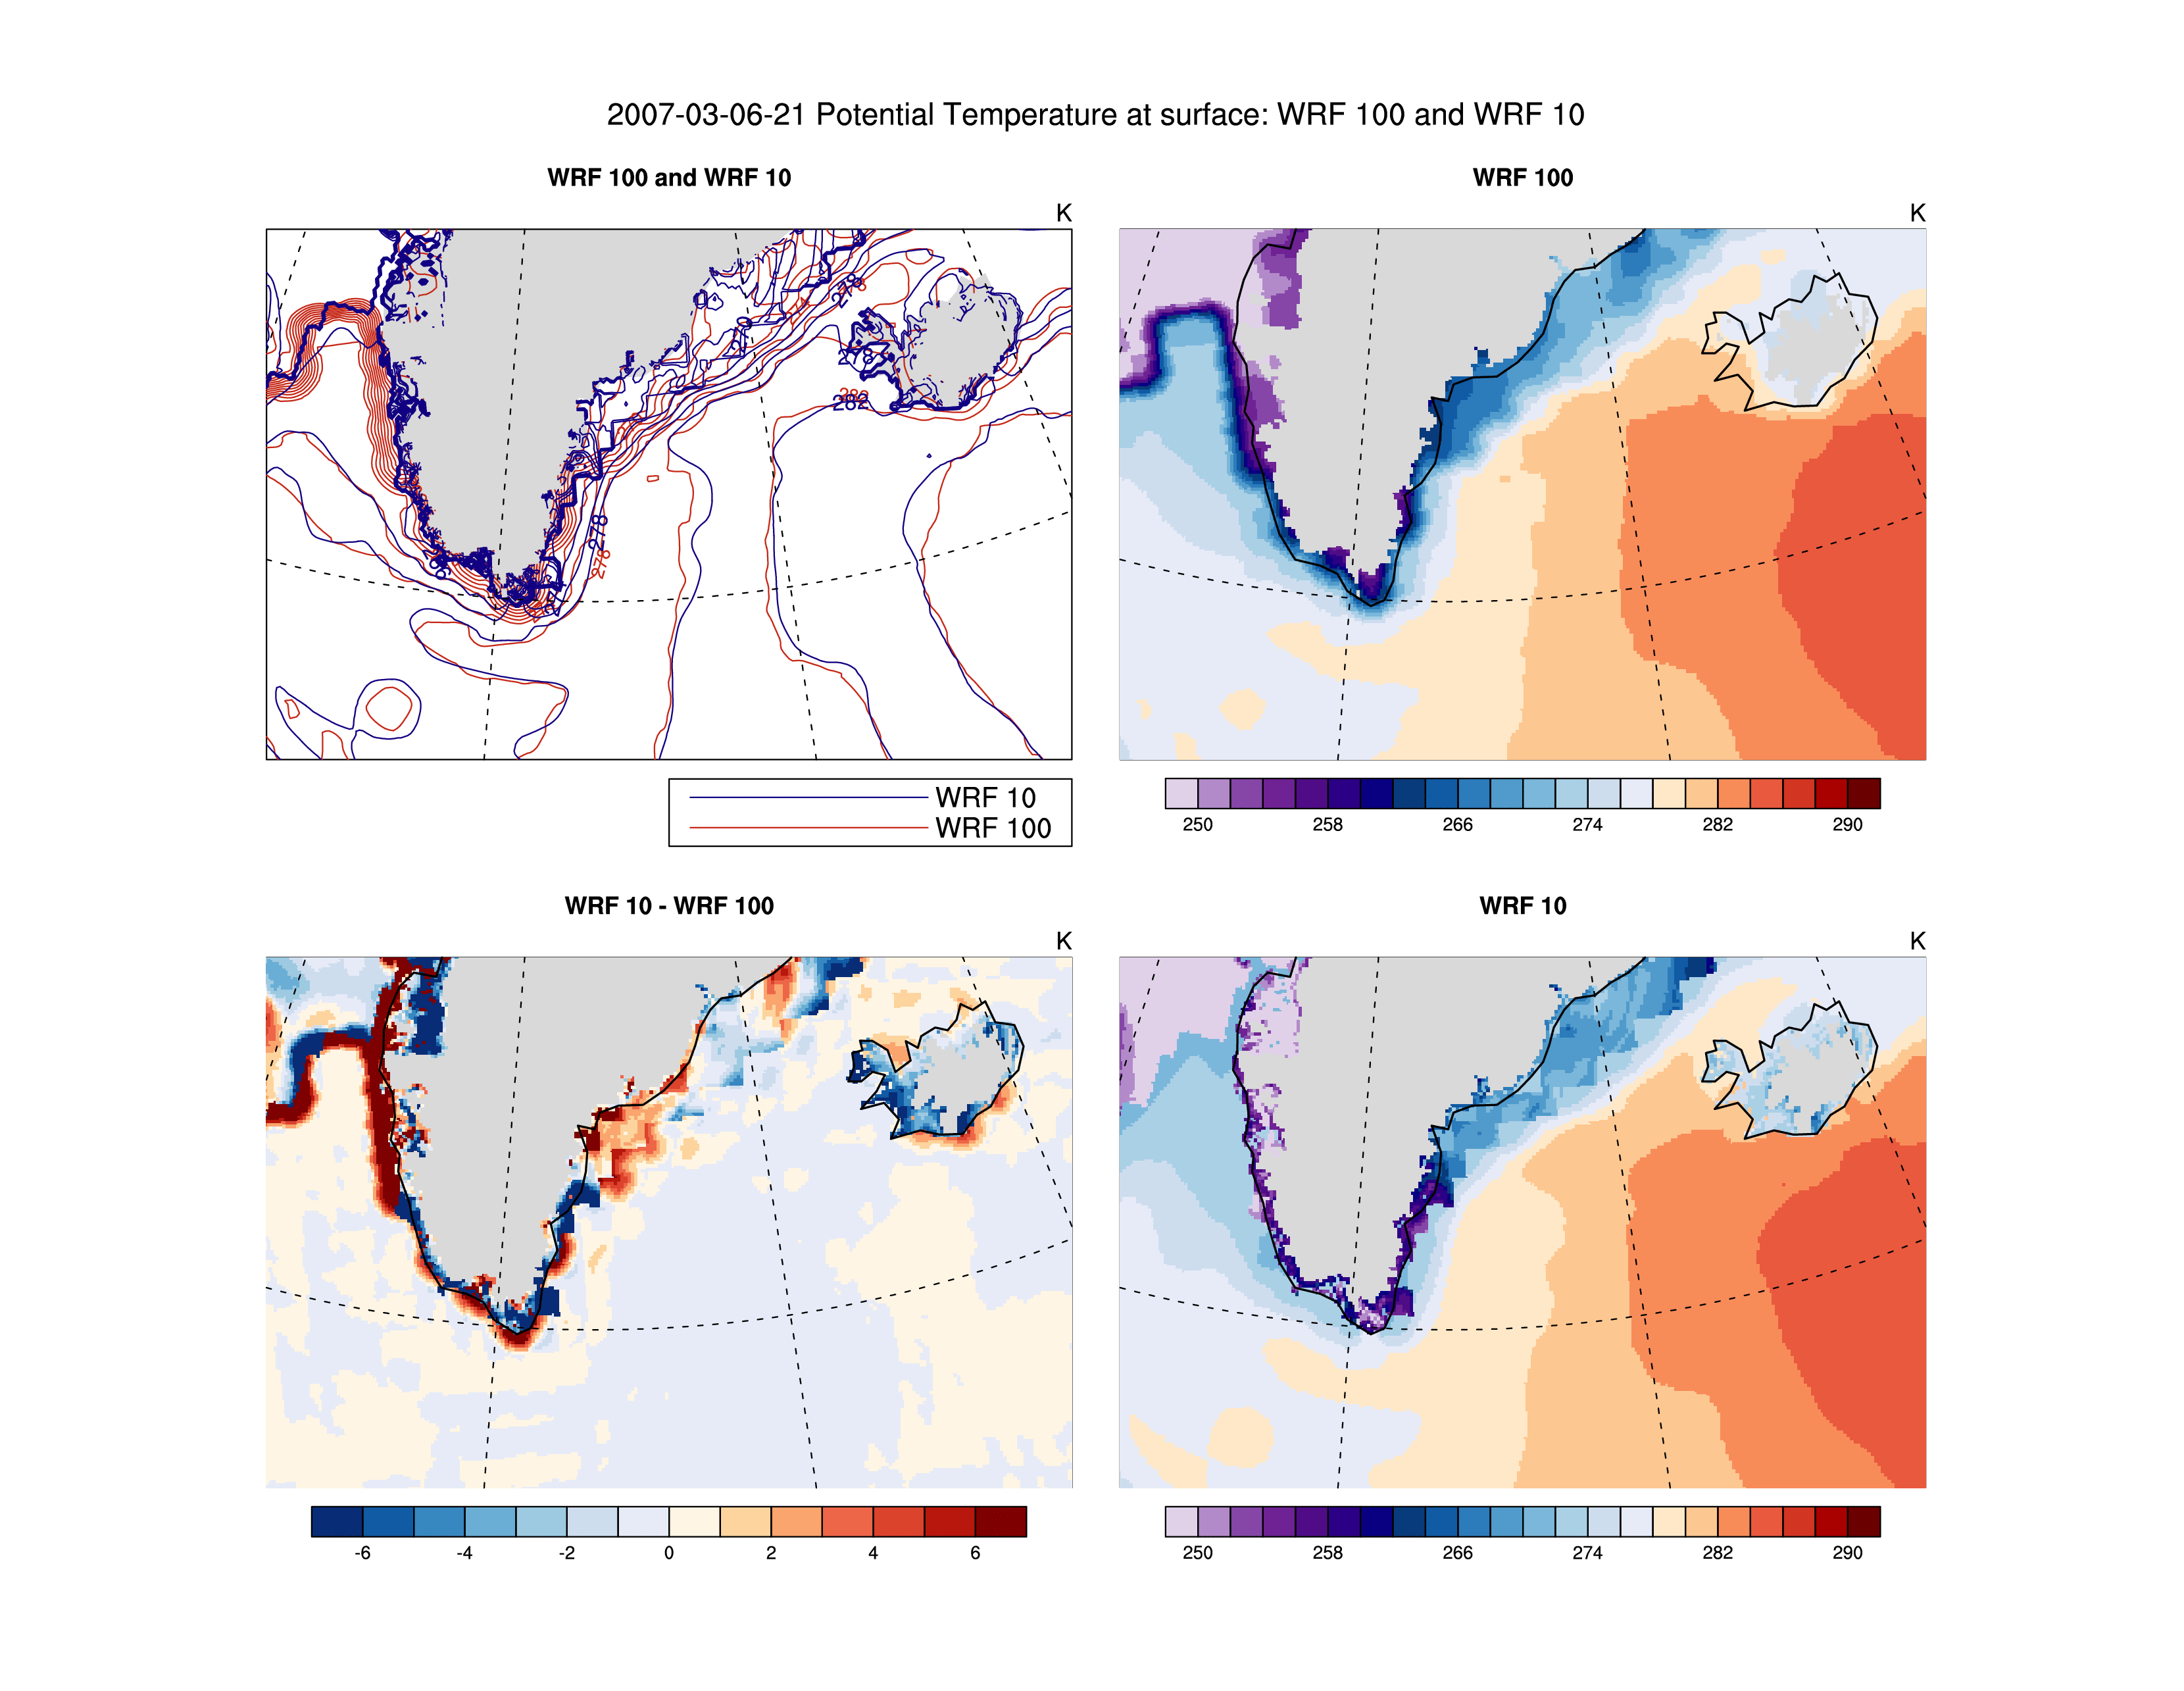 2007-03-06-21 Potential Temperature at surface: WRF 100 and WRF 10
WRF 100 and WRF 10
K
278
278
282
282
278
278
WRF 10
WRF 100
WRF 100
K
250 258 266 274 282 290
WRF 10 - WRF 100
K
-6 -4 -2 0 2 4 6
WRF 10
K
250 258 266 274 282 290